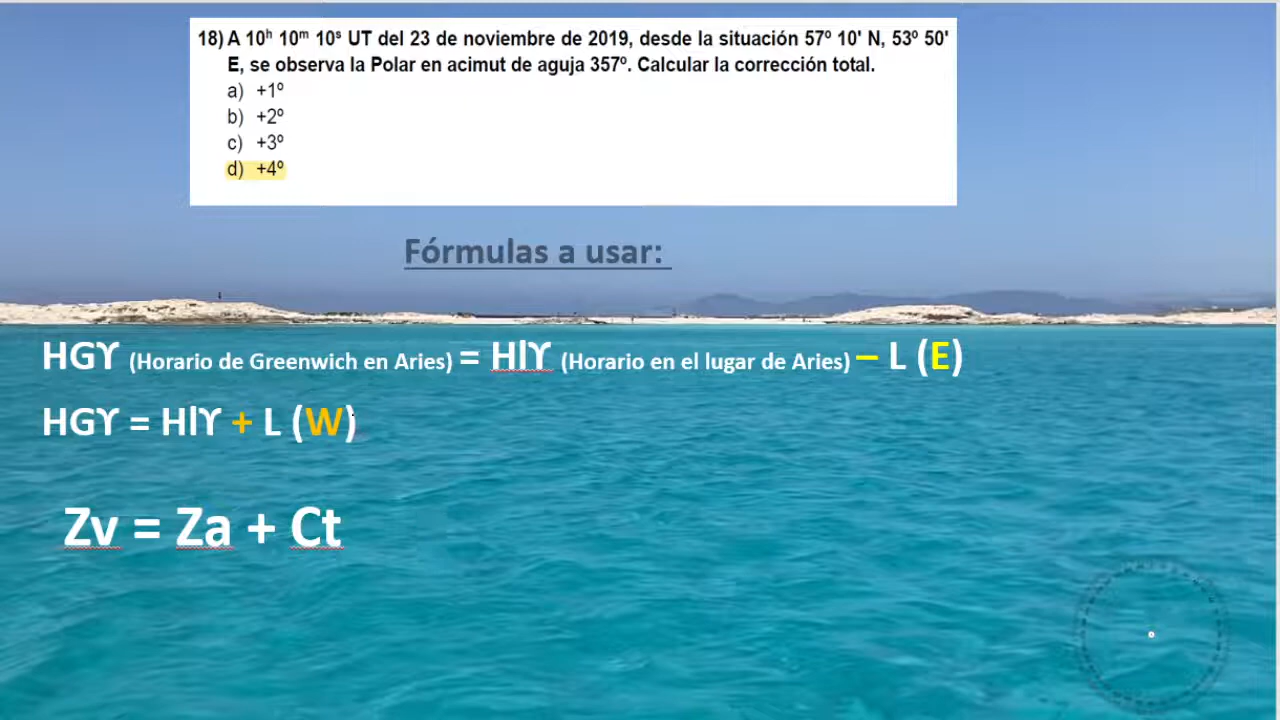 18) A 10ʰ 10ᵐ 10ˢ UT del 23 de noviembre de 2019, desde la situación 57º 10' N, 53º 50'
E, se observa la Polar en acimut de aguja 357º. Calcular la corrección total.
a) +1º
b) +2º
c) +3º
d) +4º
Fórmulas a usar:
HGϒ (Horario de Greenwich en Aries) = Hlϒ (Horario en el lugar de Aries) – L (E)
HGϒ = Hlϒ + L (W)
Zv = Za + Ct